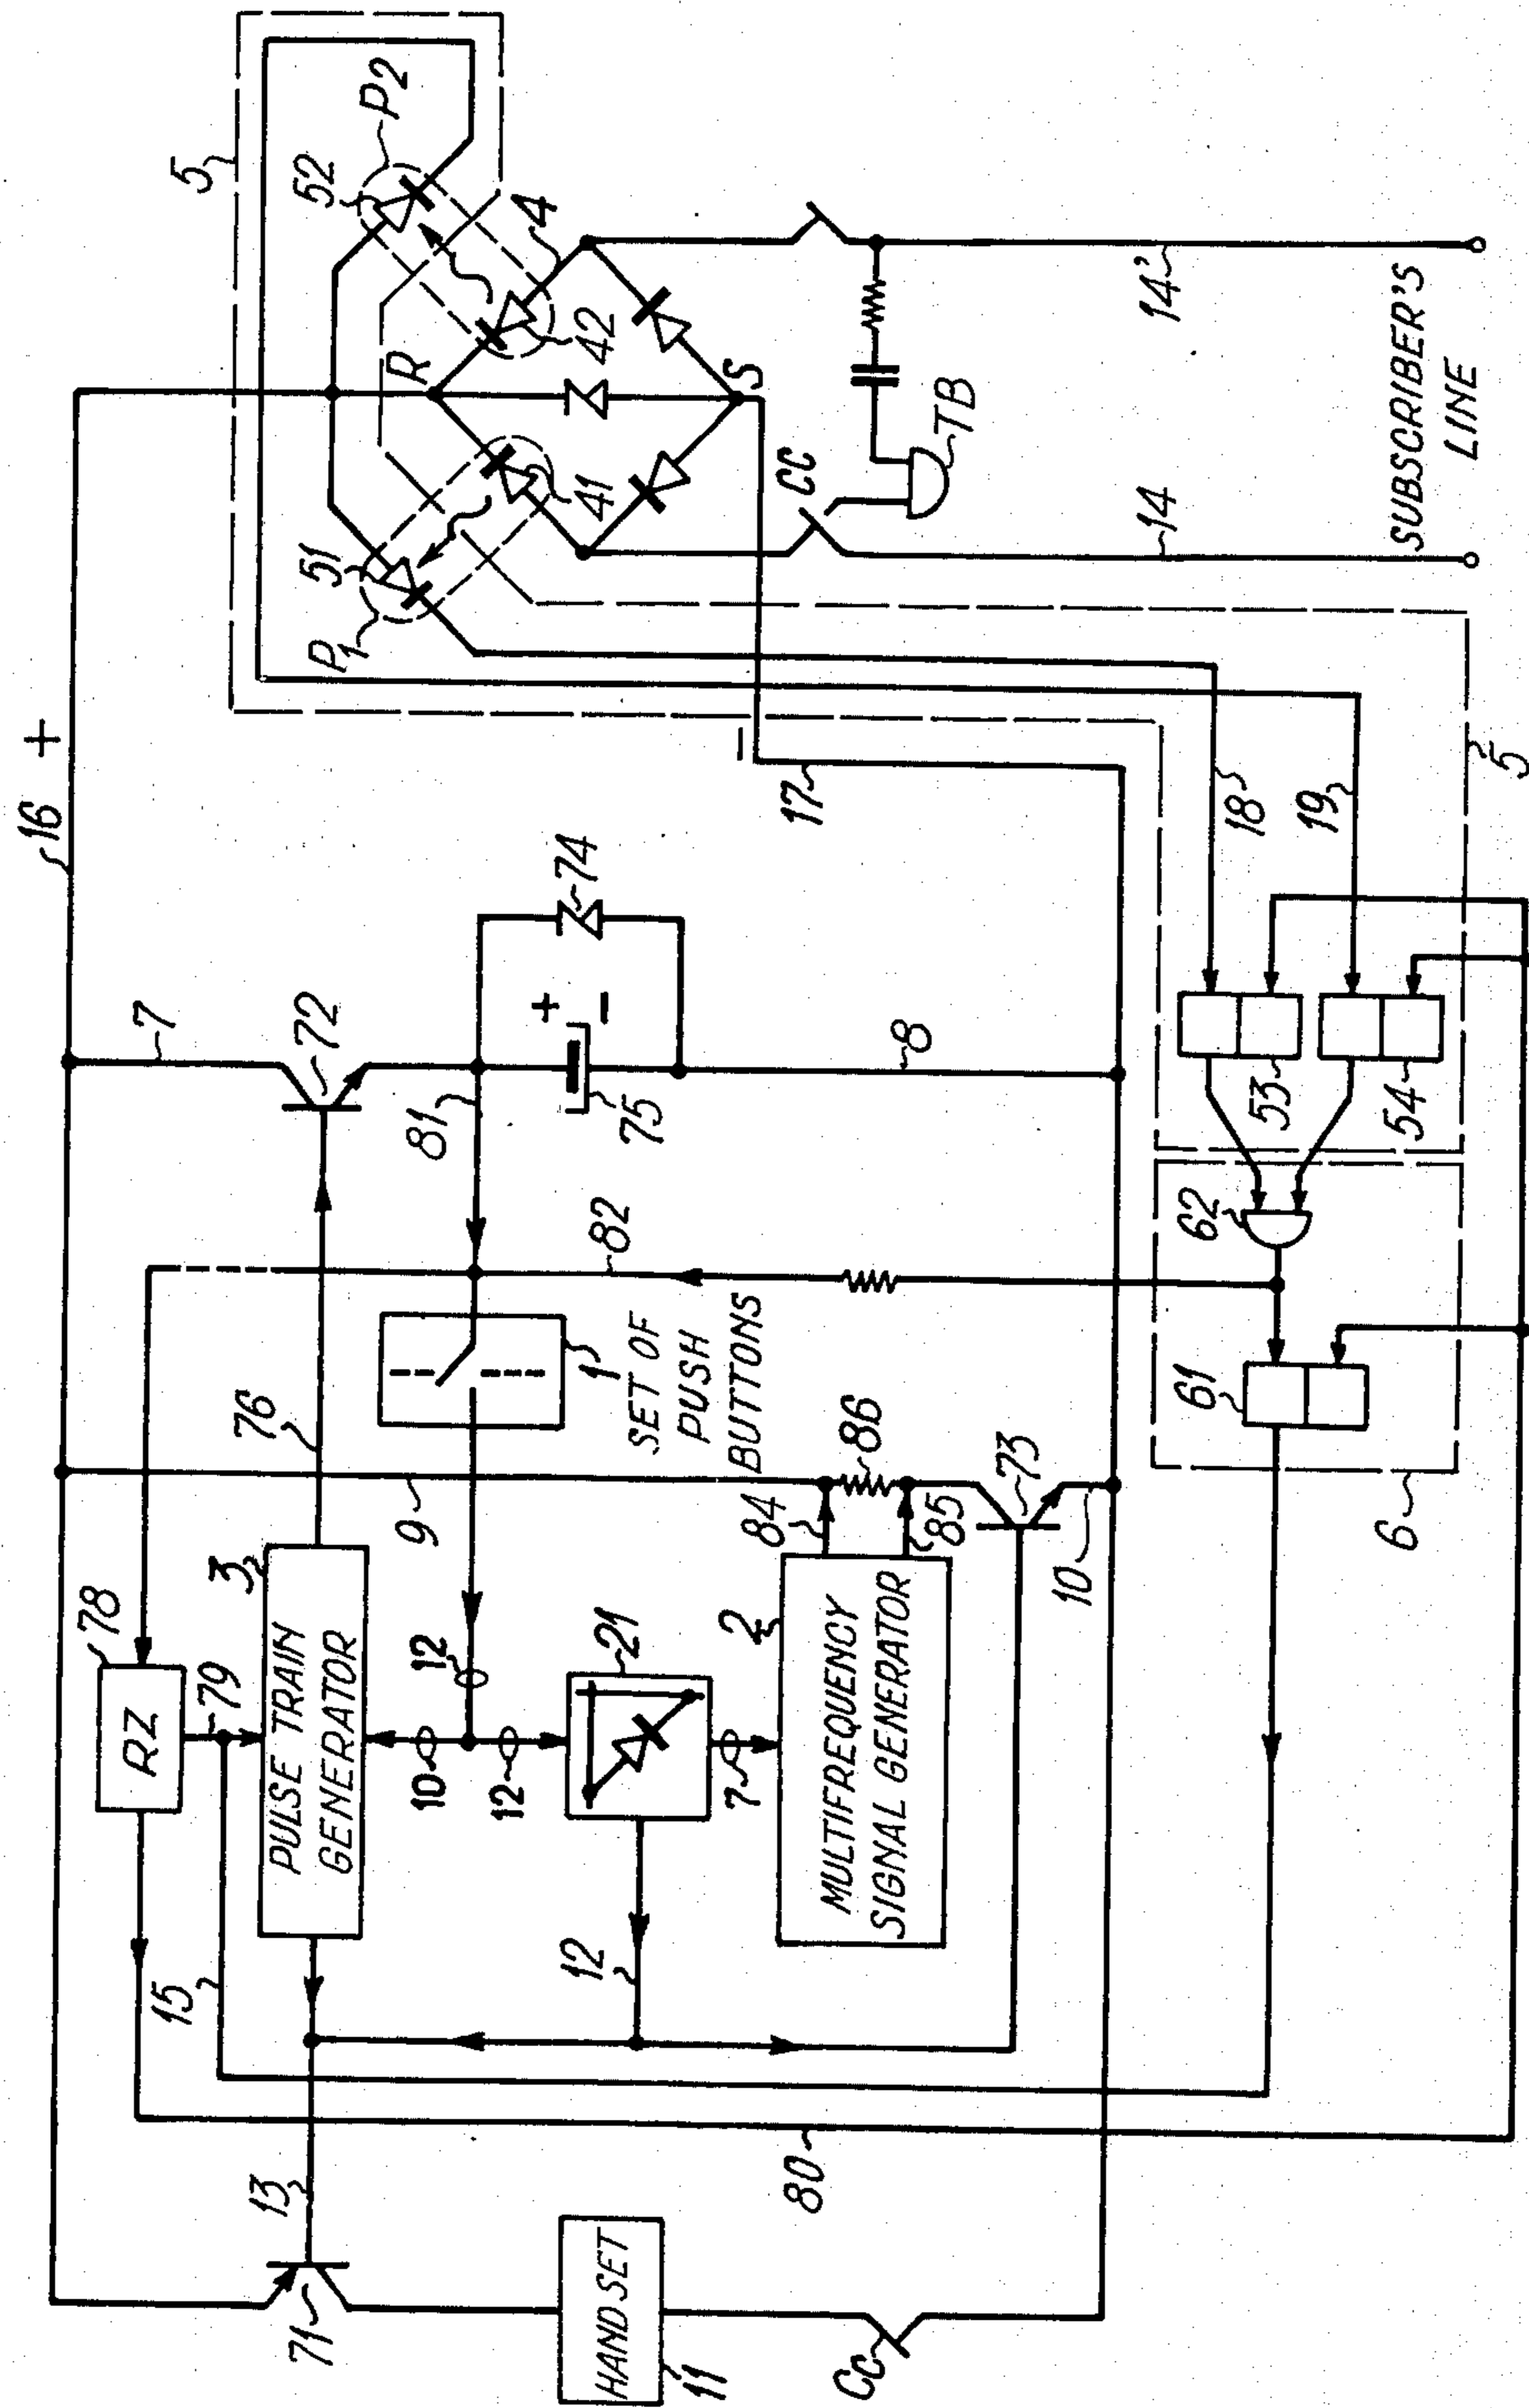 16 +
5
P2
52
4
R
42
S
51
P1
41
CC
TB
14'
14
SUBSCRIBER'S
LINE
7
72
81
+
−
74
75
8
−
17
18
19
5
53
54
62
82
76
1
SET OF
PUSH
BUTTONS
61
6
9
84
86
85
73
10
78
RZ
79
3
PULSE TRAIN
GENERATOR
10
12
12
21
7
2
MULTIFREQUENCY
SIGNAL GENERATOR
15
12
13
80
71
HANDSET
11
CC